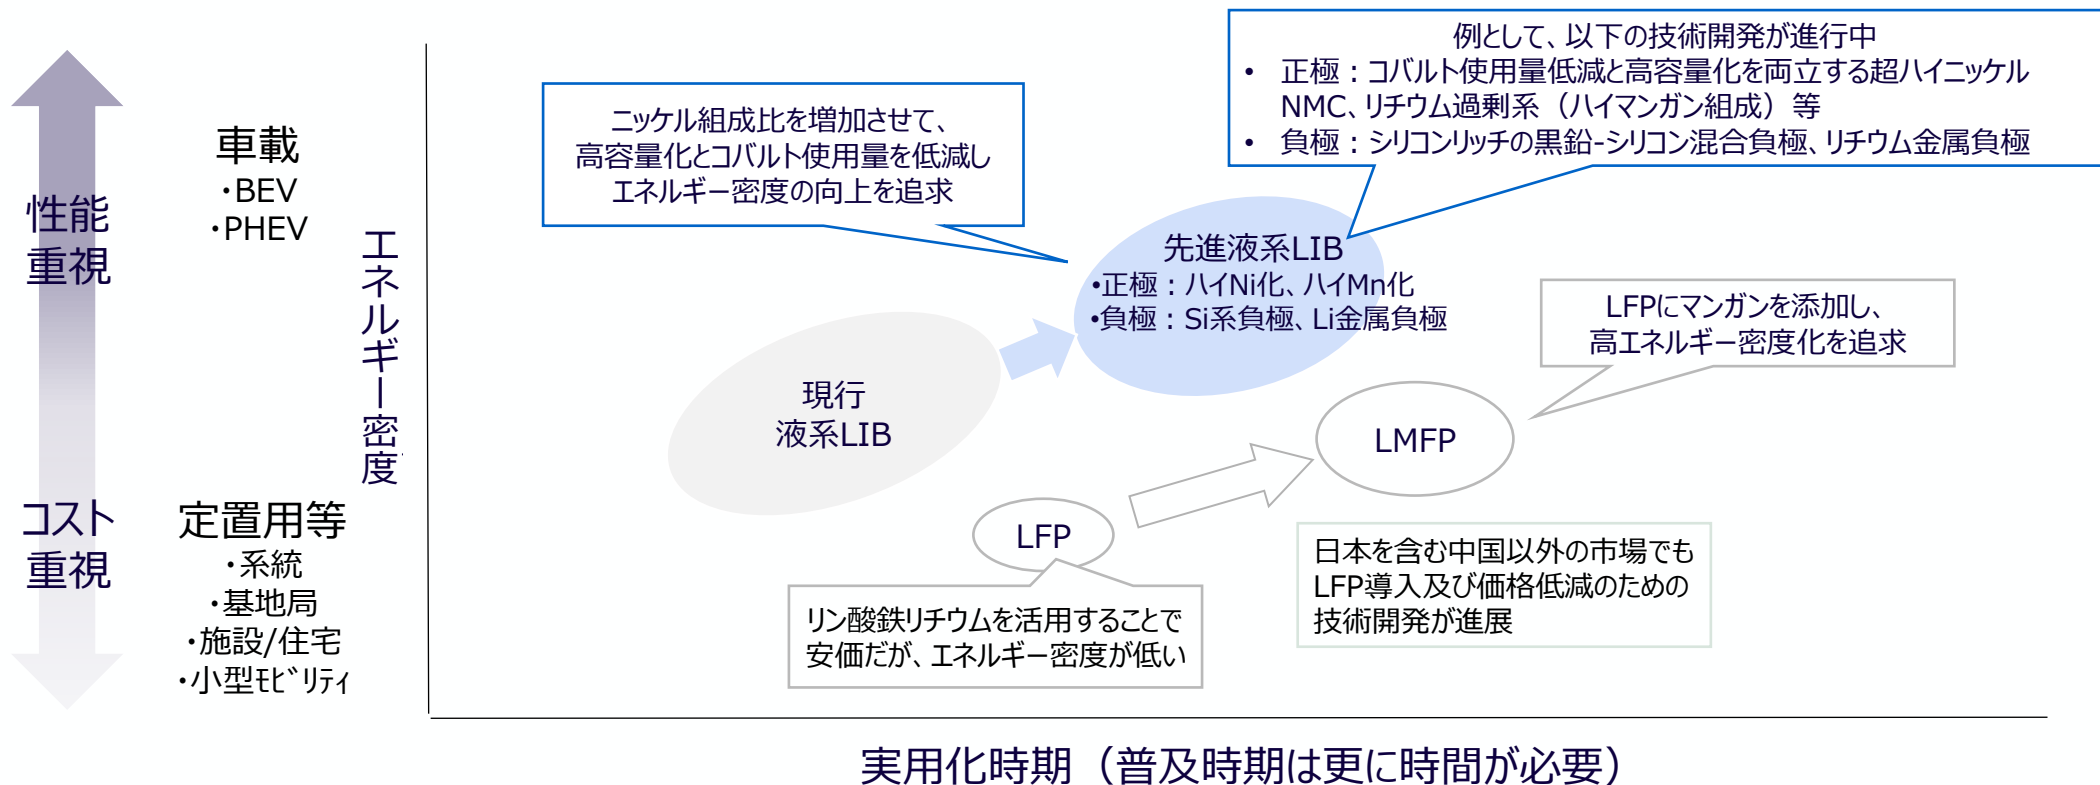 性能
重視
コスト
重視
車載
・BEV
・PHEV
定置用等
・系統
・基地局
・施設/住宅
・小型ﾓﾋﾞﾘﾃｨ
エネルギー密度
ニッケル組成比を増加させて、
高容量化とコバルト使用量を低減し
エネルギー密度の向上を追求
例として、以下の技術開発が進行中
• 正極：コバルト使用量低減と高容量化を両立する超ハイニッケル
NMC、リチウム過剰系（ハイマンガン組成）等
• 負極：シリコンリッチの黒鉛-シリコン混合負極、リチウム金属負極
先進液系LIB
•正極：ハイNi化、ハイMn化
•負極：Si系負極、Li金属負極
現行
液系LIB
LFPにマンガンを添加し、
高エネルギー密度化を追求
LMFP
LFP
リン酸鉄リチウムを活用することで
安価だが、エネルギー密度が低い
日本を含む中国以外の市場でも
LFP導入及び価格低減のための
技術開発が進展
実用化時期（普及時期は更に時間が必要）